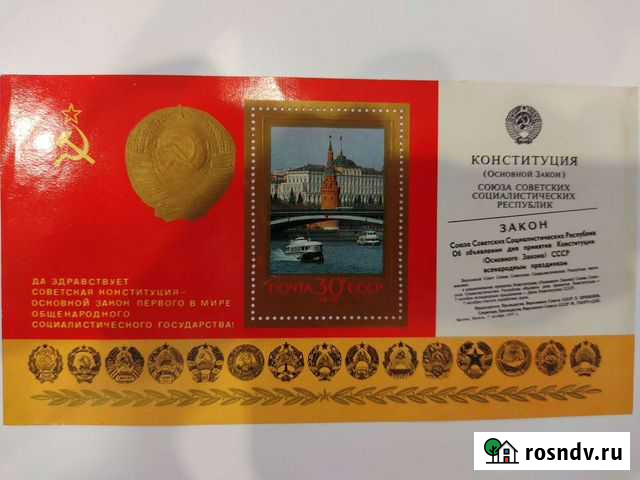 ДА ЗДРАВСТВУЕТ
СОВЕТСКАЯ КОНСТИТУЦИЯ–
ОСНОВНОЙ ЗАКОН ПЕРВОГО В МИРЕ
ОБЩЕНАРОДНОГО
СОЦИАЛИСТИЧЕСКОГО ГОСУДАРСТВА!
ПОЧТА 30 СССР
КОНСТИТУЦИЯ
(ОСНОВНОЙ ЗАКОН)
СОЮЗА СОВЕТСКИХ
СОЦИАЛИСТИЧЕСКИХ
РЕСПУБЛИК
ЗАКОН
Союза Советских Социалистических Республик
Об объявлении дня принятия Конституции
(Основного Закона) СССР
всенародным праздником
rosndv.ru